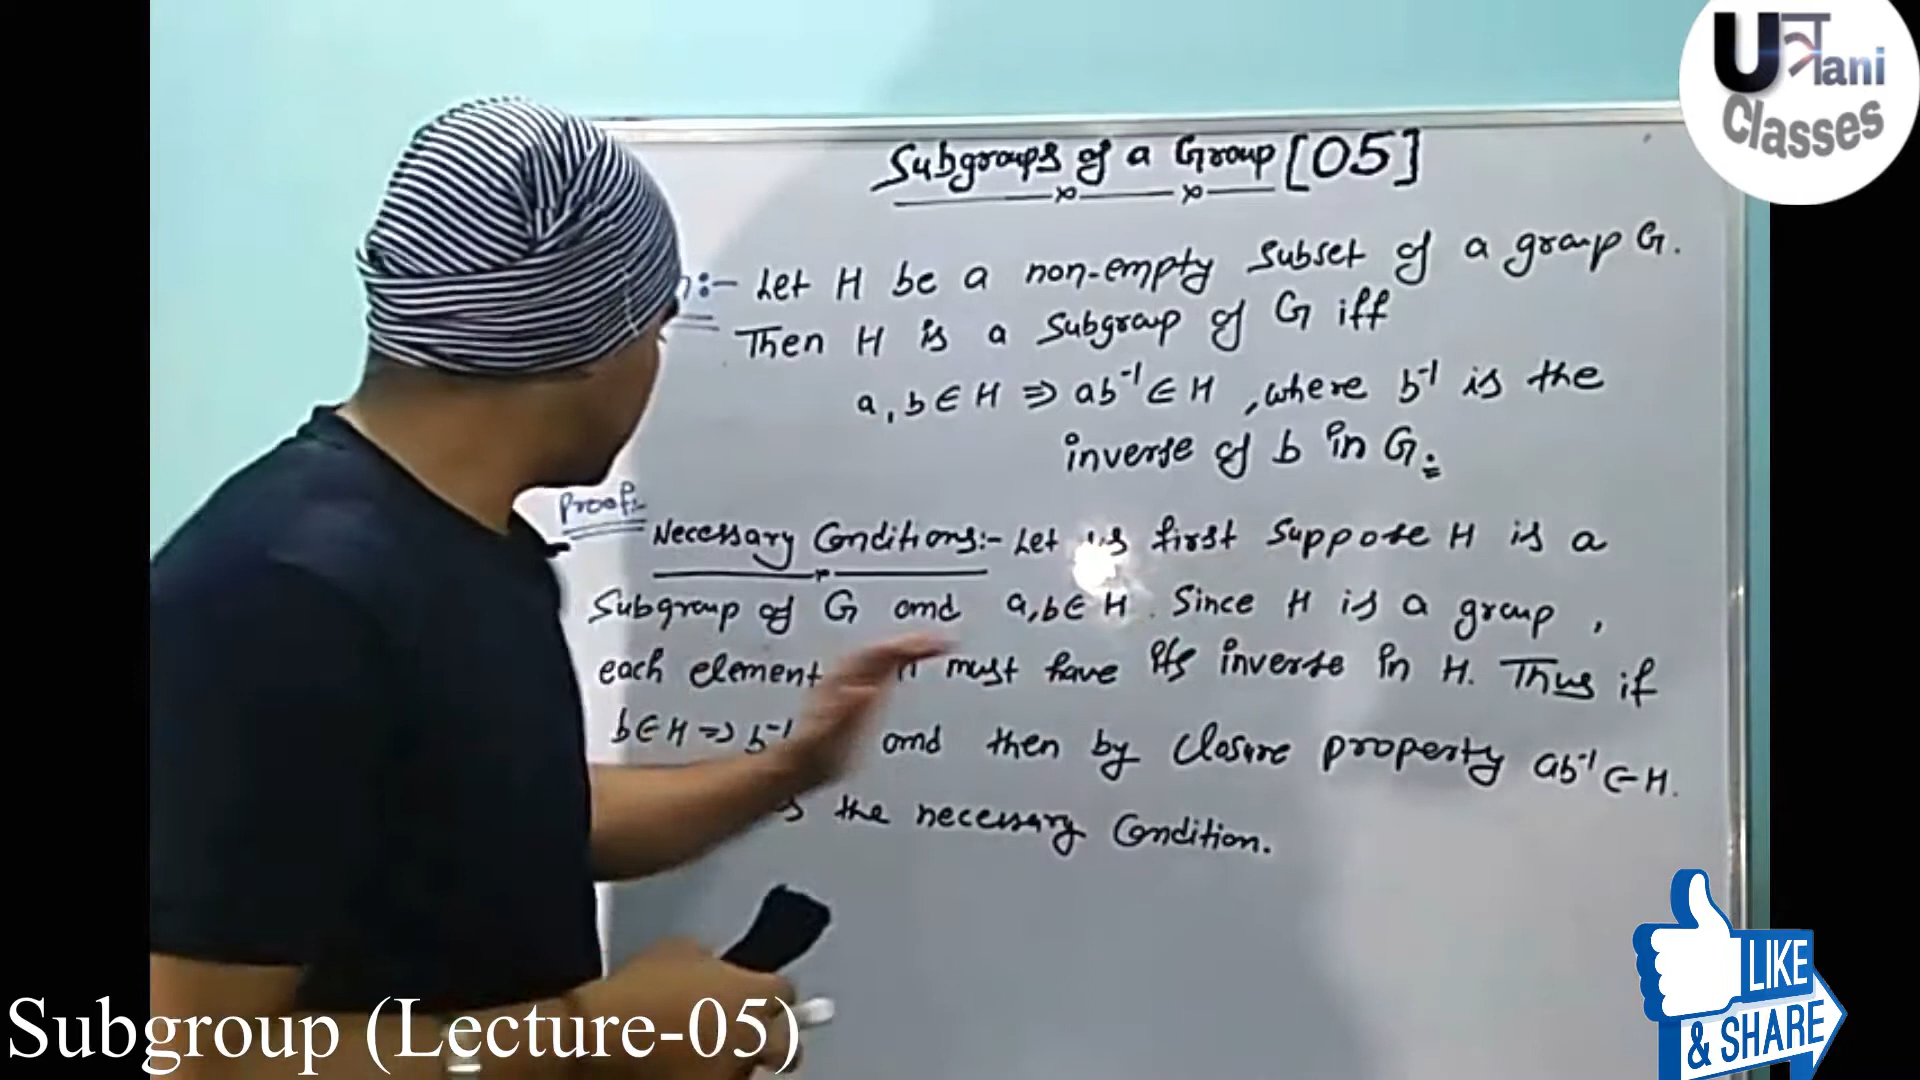 Subgroups of a Group [05]
:- Let H be a non-empty subset of a group G.
Then H is a Subgroup of G iff
a, b ∈ H ⇒ ab⁻¹ ∈ H, where b⁻¹ is the
inverse of b in G.
Proof:-
Necessary Conditions:- Let us first suppose H is a
Subgroup of G and a, b ∈ H. Since H is a group,
each element must have its inverse in H. Thus if
b ∈ H ⇒ b⁻¹ and then by closure property ab⁻¹ ∈ H.
the necessary Condition.
Uत्रani
Classes
LIKE
& SHARE
Subgroup (Lecture-05)